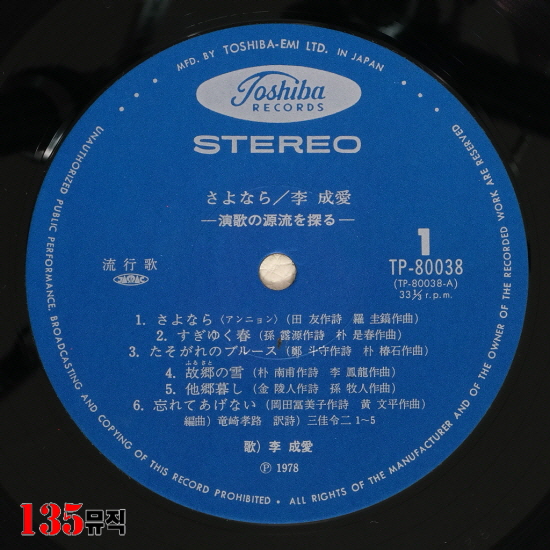 MFD. BY TOSHIBA-EMI LTD. IN JAPAN
Toshiba
RECORDS
STEREO
さよなら/李 成愛
―演歌の源流を探る―
流行歌
1
TP-80038
(TP-80038-A)
33⅓ r.p.m.
1. さよなら〈アンニョン〉(田 友作詩 羅 圭鎬作曲)
2. すぎゆく春(孫 露源作詩 朴 是春作曲)
3. たそがれのブルース(鄭 斗守作詩 朴 椿石作曲)
ふるさと
4. 故郷の雪(朴 南甫作詩 李 鳳龍作曲)
5. 他郷暮し(金 陵人作詩 孫 牧人作曲)
6. 忘れてあげない(岡田冨美子作詩 黄 文平作曲)
編曲)竜崎孝路 訳詩)三佳令二 1~5
歌)李 成愛
Ⓟ 1978
UNAUTHORIZED PUBLIC PERFORMANCE, BROADCASTING AND COPYING OF THIS RECORD PROHIBITED • ALL RIGHTS OF THE MANUFACTURER AND OF THE OWNER OF THE RECORDED WORK ARE RESERVED
135뮤직